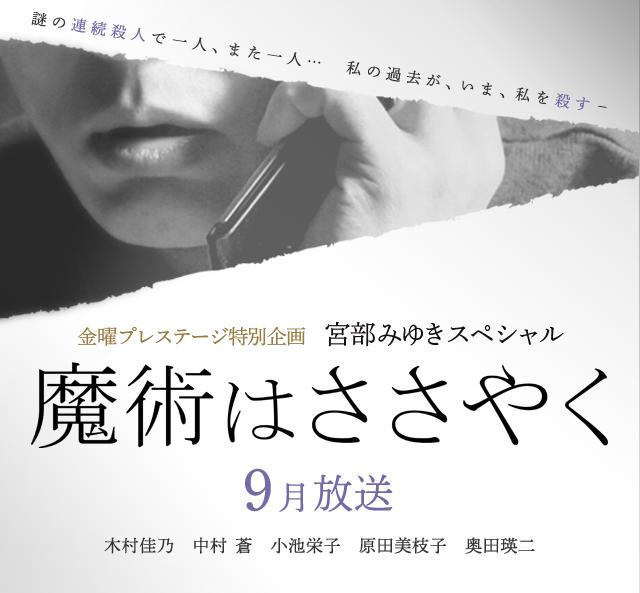 謎の連続殺人で一人、また一人… 私の過去が、いま、私を殺す－
金曜プレステージ特別企画 宮部みゆきスペシャル
魔術はささやく
9月放送
木村佳乃 中村 蒼 小池栄子 原田美枝子 奥田瑛二